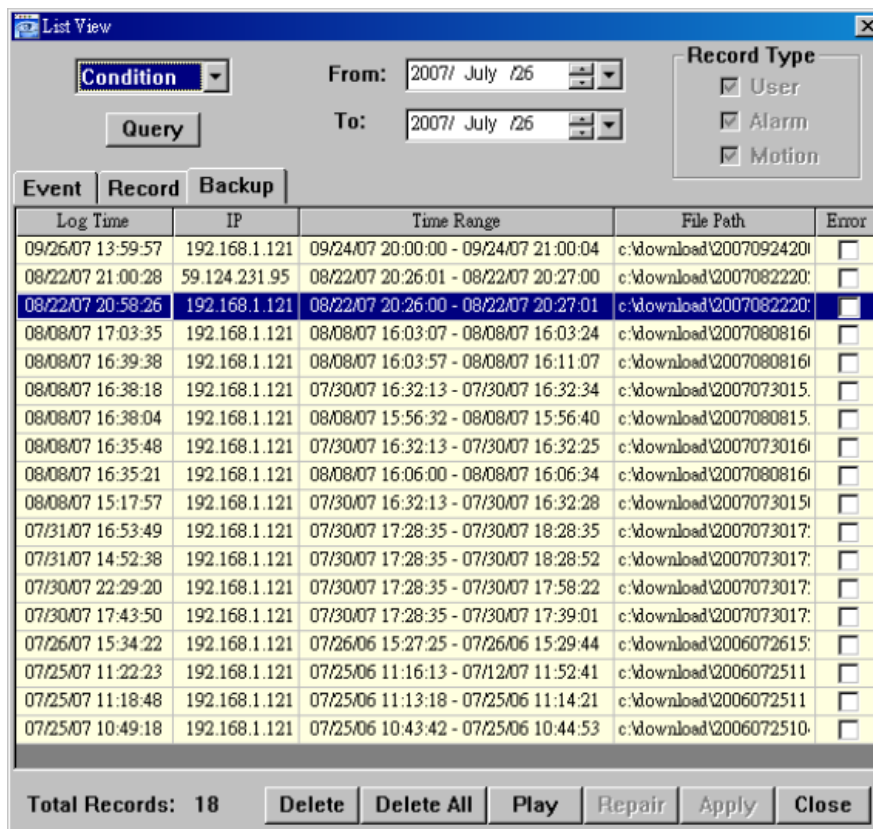 List View
Condition
From: 2007/ July /26
Record Type
User
Query
To: 2007/ July /26
Alarm
Motion
Event Record Backup
Log Time IP Time Range File Path Error
09/26/07 13:59:57 192.168.1.121 09/24/07 20:00:00 - 09/24/07 21:00:04 c:\download\2007092420
08/22/07 21:00:28 59.124.231.95 08/22/07 20:26:01 - 08/22/07 20:27:00 c:\download\2007082220
08/22/07 20:58:26 192.168.1.121 08/22/07 20:26:00 - 08/22/07 20:27:01 c:\download\2007082220
08/08/07 17:03:35 192.168.1.121 08/08/07 16:03:07 - 08/08/07 16:03:24 c:\download\2007080816
08/08/07 16:39:38 192.168.1.121 08/08/07 16:03:57 - 08/08/07 16:11:07 c:\download\2007080816
08/08/07 16:38:18 192.168.1.121 07/30/07 16:32:13 - 07/30/07 16:32:34 c:\download\2007073015
08/08/07 16:38:04 192.168.1.121 08/08/07 15:56:32 - 08/08/07 15:56:40 c:\download\2007080815
08/08/07 16:35:48 192.168.1.121 07/30/07 16:32:13 - 07/30/07 16:32:25 c:\download\2007073016
08/08/07 16:35:21 192.168.1.121 08/08/07 16:06:00 - 08/08/07 16:06:34 c:\download\2007080816
08/08/07 15:17:57 192.168.1.121 07/30/07 16:32:13 - 07/30/07 16:32:28 c:\download\2007073015
07/31/07 16:53:49 192.168.1.121 07/30/07 17:28:35 - 07/30/07 18:28:35 c:\download\2007073017
07/31/07 14:52:38 192.168.1.121 07/30/07 17:28:35 - 07/30/07 18:28:52 c:\download\2007073017
07/30/07 22:29:20 192.168.1.121 07/30/07 17:28:35 - 07/30/07 17:58:22 c:\download\2007073017
07/30/07 17:43:50 192.168.1.121 07/30/07 17:28:35 - 07/30/07 17:39:01 c:\download\2007073017
07/26/07 15:34:22 192.168.1.121 07/26/06 15:27:25 - 07/26/06 15:29:44 c:\download\2006072615
07/25/07 11:22:23 192.168.1.121 07/25/06 11:16:13 - 07/12/07 11:52:41 c:\download\2006072511
07/25/07 11:18:48 192.168.1.121 07/25/06 11:13:18 - 07/25/06 11:14:21 c:\download\2006072511
07/25/07 10:49:18 192.168.1.121 07/25/06 10:43:42 - 07/25/06 10:44:53 c:\download\2006072510
Total Records: 18 Delete Delete All Play Repair Apply Close